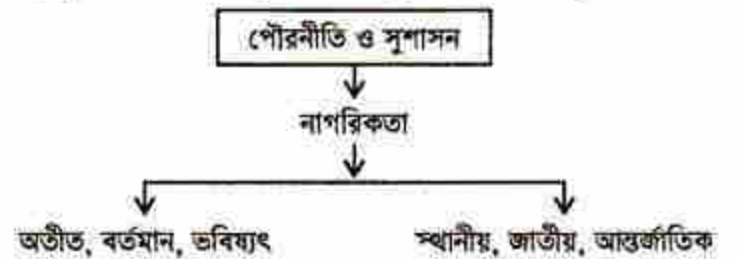 পৌরনীতি ও সুশাসন
নাগরিকতা
অতীত, বর্তমান, ভবিষ্যৎ
স্থানীয়, জাতীয়, আন্তর্জাতিক